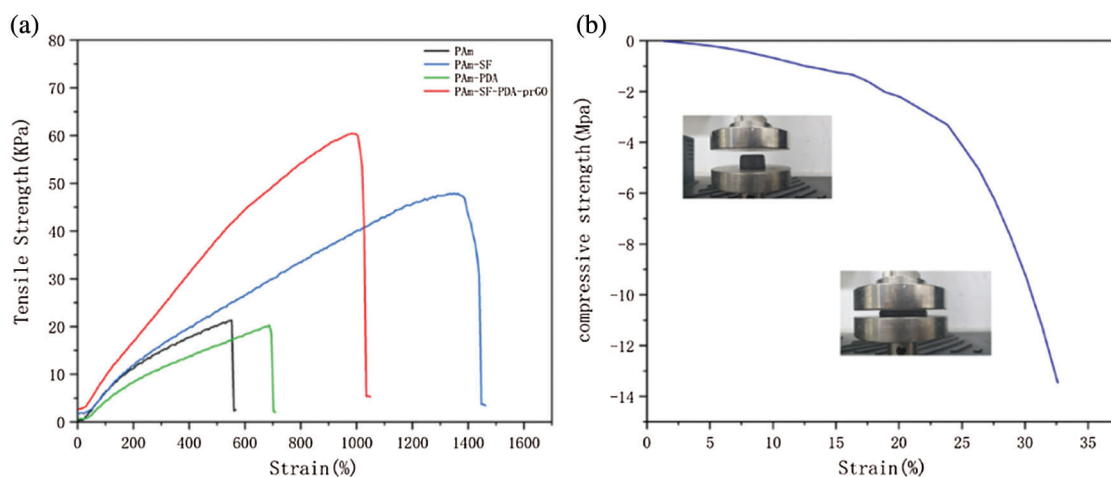 (a)
80
70
60
50
40
30
20
10
0
Tensile Strength(KPa)
0 200 400 600 800 1000 1200 1400 1600
Strain(%)
PAm
PAm-SF
PAm-PDA
PAm-SF-PDA-prGO
(b)
0
-2
-4
-6
-8
-10
-12
-14
compressive strength(Mpa)
0 5 10 15 20 25 30 35
Strain(%)